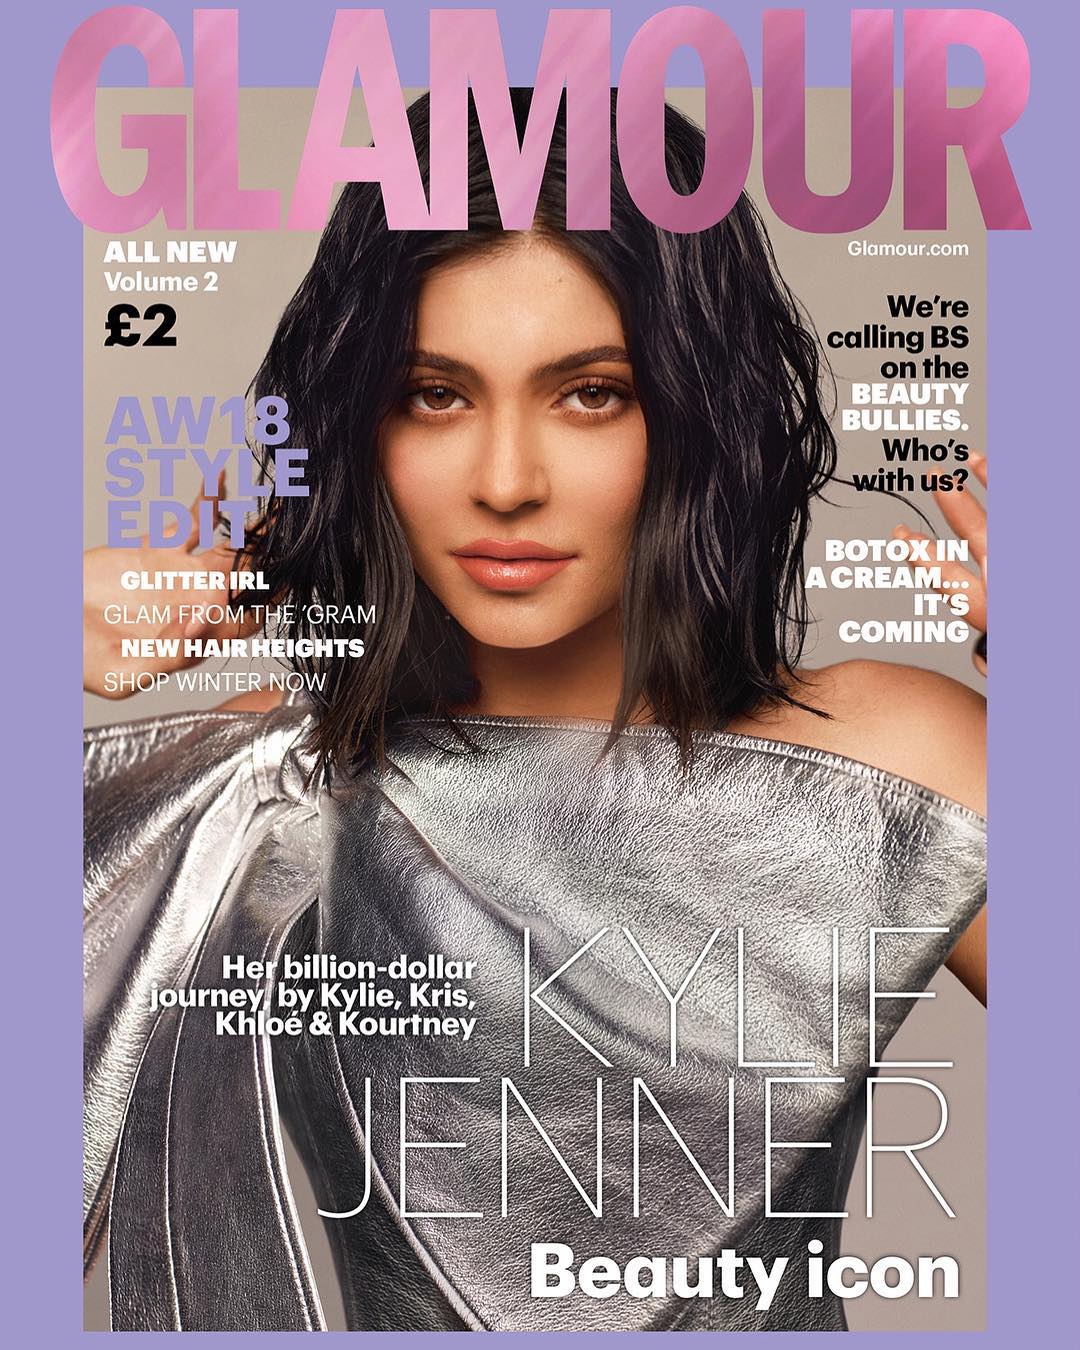 GLAMOUR
ALL NEW
Volume 2
£2
AW18
STYLE
EDIT
GLITTER IRL
GLAM FROM THE ’GRAM
NEW HAIR HEIGHTS
SHOP WINTER NOW
Glamour.com
We’re
calling BS
on the
BEAUTY
BULLIES.
Who’s
with us?
BOTOX IN
A CREAM...
IT’S
COMING
Her billion-dollar
journey, by Kylie, Kris,
Khloé & Kourtney
KYLIE
JENNER
Beauty icon